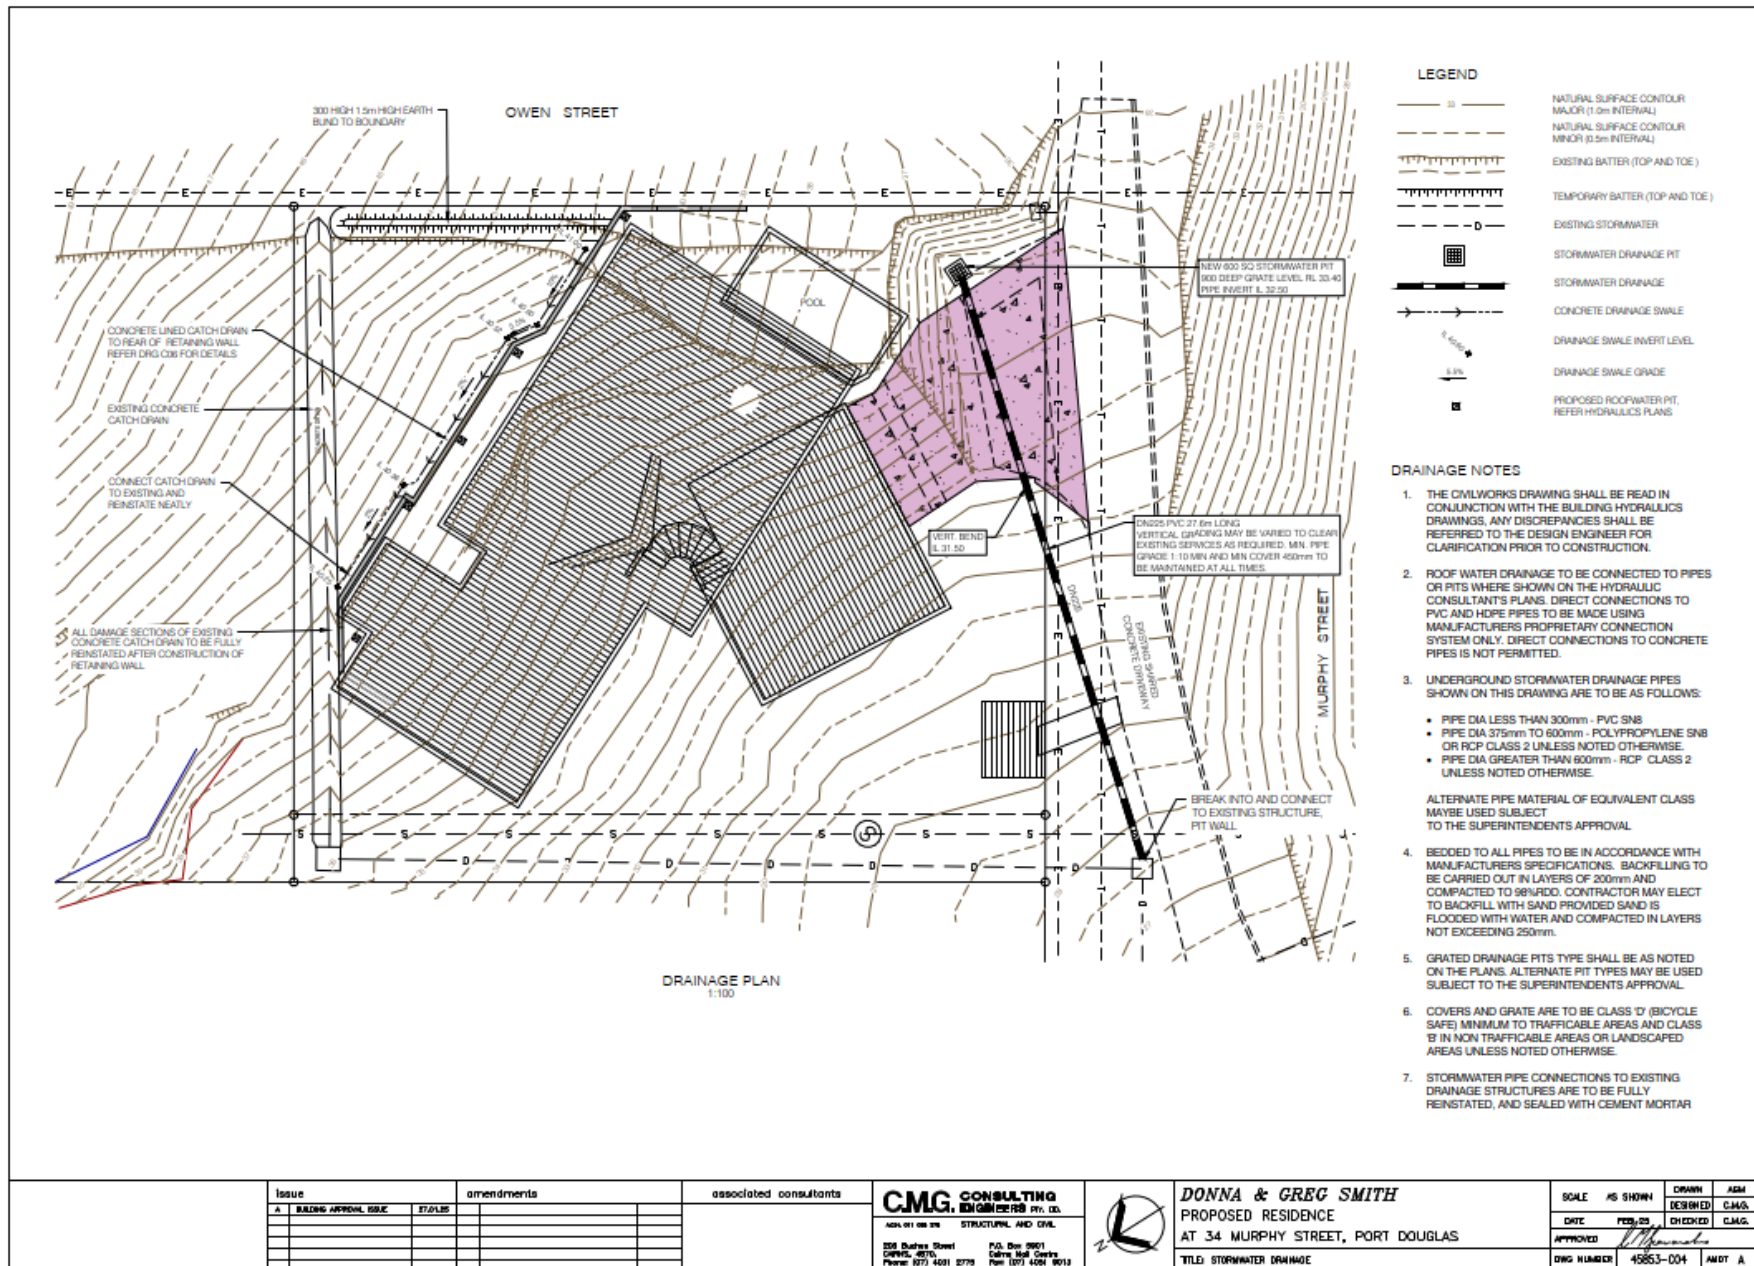 OWEN STREET
300 HIGH 1.5m HIGH EARTH
BUND TO BOUNDARY
POOL
CONCRETE LINED CATCH DRAIN
TO REAR OF RETAINING WALL
REFER DRG C06 FOR DETAILS
EXISTING CONCRETE
CATCH DRAIN
CONNECT CATCH DRAIN
TO EXISTING AND
REINSTATE NEATLY
ALL DAMAGE SECTIONS OF EXISTING
CONCRETE CATCH DRAIN TO BE FULLY
REINSTATED AFTER CONSTRUCTION OF
RETAINING WALL
NEW 600 SQ STORMWATER PIT
900 DEEP GRATE LEVEL RL 33.40
PIPE INVERT IL 32.50
VERT. BEND
IL 31.50
DN225 PVC 27.6m LONG
VERTICAL GRADING MAY BE VARIED TO CLEAR
EXISTING SERVICES AS REQUIRED. MIN. PIPE
GRADE 1:10 MIN AND MIN COVER 450mm TO
BE MAINTAINED AT ALL TIMES.
DN225
EXISTING SHARED
CONCRETE DRIVEWAY
MURPHY STREET
BREAK INTO AND CONNECT
TO EXISTING STRUCTURE,
PIT WALL
DRAINAGE PLAN
1:100
LEGEND
33
NATURAL SURFACE CONTOUR
MAJOR (1.0m INTERVAL)
NATURAL SURFACE CONTOUR
MINOR (0.5m INTERVAL)
EXISTING BATTER (TOP AND TOE )
TEMPORARY BATTER (TOP AND TOE )
D
EXISTING STORMWATER
STORMWATER DRAINAGE PIT
STORMWATER DRAINAGE
CONCRETE DRAINAGE SWALE
DRAINAGE SWALE INVERT LEVEL
DRAINAGE SWALE GRADE
PROPOSED ROOFWATER PIT,
REFER HYDRAULICS PLANS
DRAINAGE NOTES
1. THE CIVILWORKS DRAWING SHALL BE READ IN
CONJUNCTION WITH THE BUILDING HYDRAULICS
DRAWINGS, ANY DISCREPANCIES SHALL BE
REFERRED TO THE DESIGN ENGINEER FOR
CLARIFICATION PRIOR TO CONSTRUCTION.
2. ROOF WATER DRAINAGE TO BE CONNECTED TO PIPES
OR PITS WHERE SHOWN ON THE HYDRAULIC
CONSULTANT'S PLANS. DIRECT CONNECTIONS TO
PVC AND HDPE PIPES TO BE MADE USING
MANUFACTURERS PROPRIETARY CONNECTION
SYSTEM ONLY. DIRECT CONNECTIONS TO CONCRETE
PIPES IS NOT PERMITTED.
3. UNDERGROUND STORMWATER DRAINAGE PIPES
SHOWN ON THIS DRAWING ARE TO BE AS FOLLOWS:
• PIPE DIA LESS THAN 300mm - PVC SN8
• PIPE DIA 375mm TO 600mm - POLYPROPYLENE SN8
OR RCP CLASS 2 UNLESS NOTED OTHERWISE.
• PIPE DIA GREATER THAN 600mm - RCP CLASS 2
UNLESS NOTED OTHERWISE.
ALTERNATE PIPE MATERIAL OF EQUIVALENT CLASS
MAYBE USED SUBJECT
TO THE SUPERINTENDENTS APPROVAL
4. BEDDED TO ALL PIPES TO BE IN ACCORDANCE WITH
MANUFACTURERS SPECIFICATIONS. BACKFILLING TO
BE CARRIED OUT IN LAYERS OF 200mm AND
COMPACTED TO 98%RDD. CONTRACTOR MAY ELECT
TO BACKFILL WITH SAND PROVIDED SAND IS
FLOODED WITH WATER AND COMPACTED IN LAYERS
NOT EXCEEDING 250mm.
5. GRATED DRAINAGE PITS TYPE SHALL BE AS NOTED
ON THE PLANS. ALTERNATE PIT TYPES MAY BE USED
SUBJECT TO THE SUPERINTENDENTS APPROVAL
6. COVERS AND GRATE ARE TO BE CLASS 'D' (BICYCLE
SAFE) MINIMUM TO TRAFFICABLE AREAS AND CLASS
'B' IN NON TRAFFICABLE AREAS OR LANDSCAPED
AREAS UNLESS NOTED OTHERWISE.
7. STORMWATER PIPE CONNECTIONS TO EXISTING
DRAINAGE STRUCTURES ARE TO BE FULLY
REINSTATED, AND SEALED WITH CEMENT MORTAR
issue
amendments
associated consultants
A BUILDING APPROVAL ISSUE 27.01.25
C.M.G. CONSULTING
ENGINEERS PTY. LTD.
STRUCTURAL AND CIVIL
CAIRNS, 4870.
P.O. Box 5901
Cairns Mail Centre
Phone: (07) 4031 2775
Fax: (07) 4051 9013
Z
DONNA & GREG SMITH
PROPOSED RESIDENCE
AT 34 MURPHY STREET, PORT DOUGLAS
TITLE: STORMWATER DRAINAGE
SCALE AS SHOWN
DRAWN
DESIGNED C.M.G.
DATE FEB, 25
CHECKED C.M.G.
APPROVED
DWG NUMBER 45853-004
AMDT A